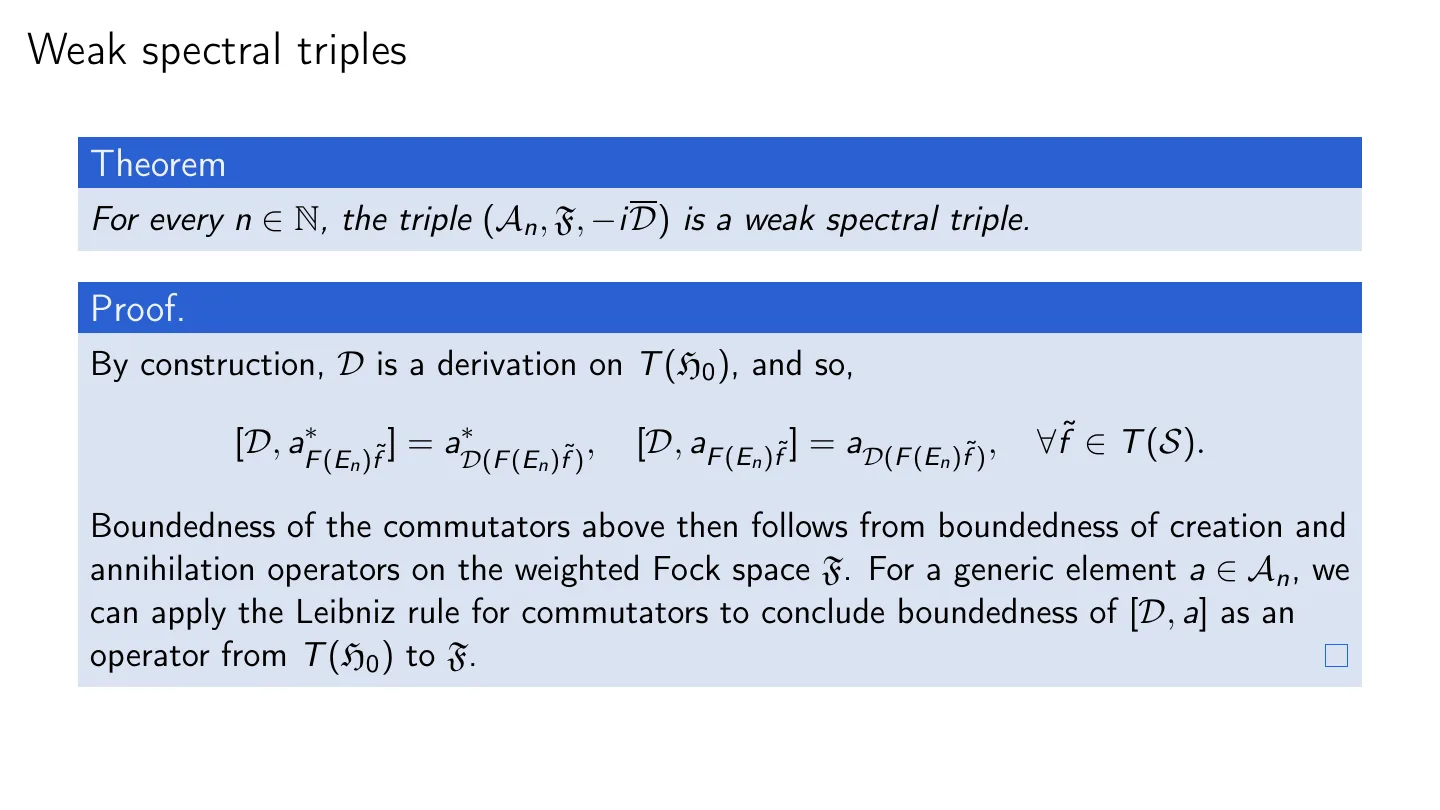 Weak spectral triples
Theorem
For every n ∈ ℕ, the triple (𝒜ₙ, 𝔉, −i𝒟̅) is a weak spectral triple.
Proof.
By construction, 𝒟 is a derivation on T(ℌ₀), and so,
[𝒟, a*_{F(Eₙ)f̃}] = a*_{𝒟(F(Eₙ)f̃)}, [𝒟, a_{F(Eₙ)f̃}] = a_{𝒟(F(Eₙ)f̃)}, ∀f̃ ∈ T(𝒮).
Boundedness of the commutators above then follows from boundedness of creation and
annihilation operators on the weighted Fock space 𝔉. For a generic element a ∈ 𝒜ₙ, we
can apply the Leibniz rule for commutators to conclude boundedness of [𝒟, a] as an
operator from T(ℌ₀) to 𝔉. □